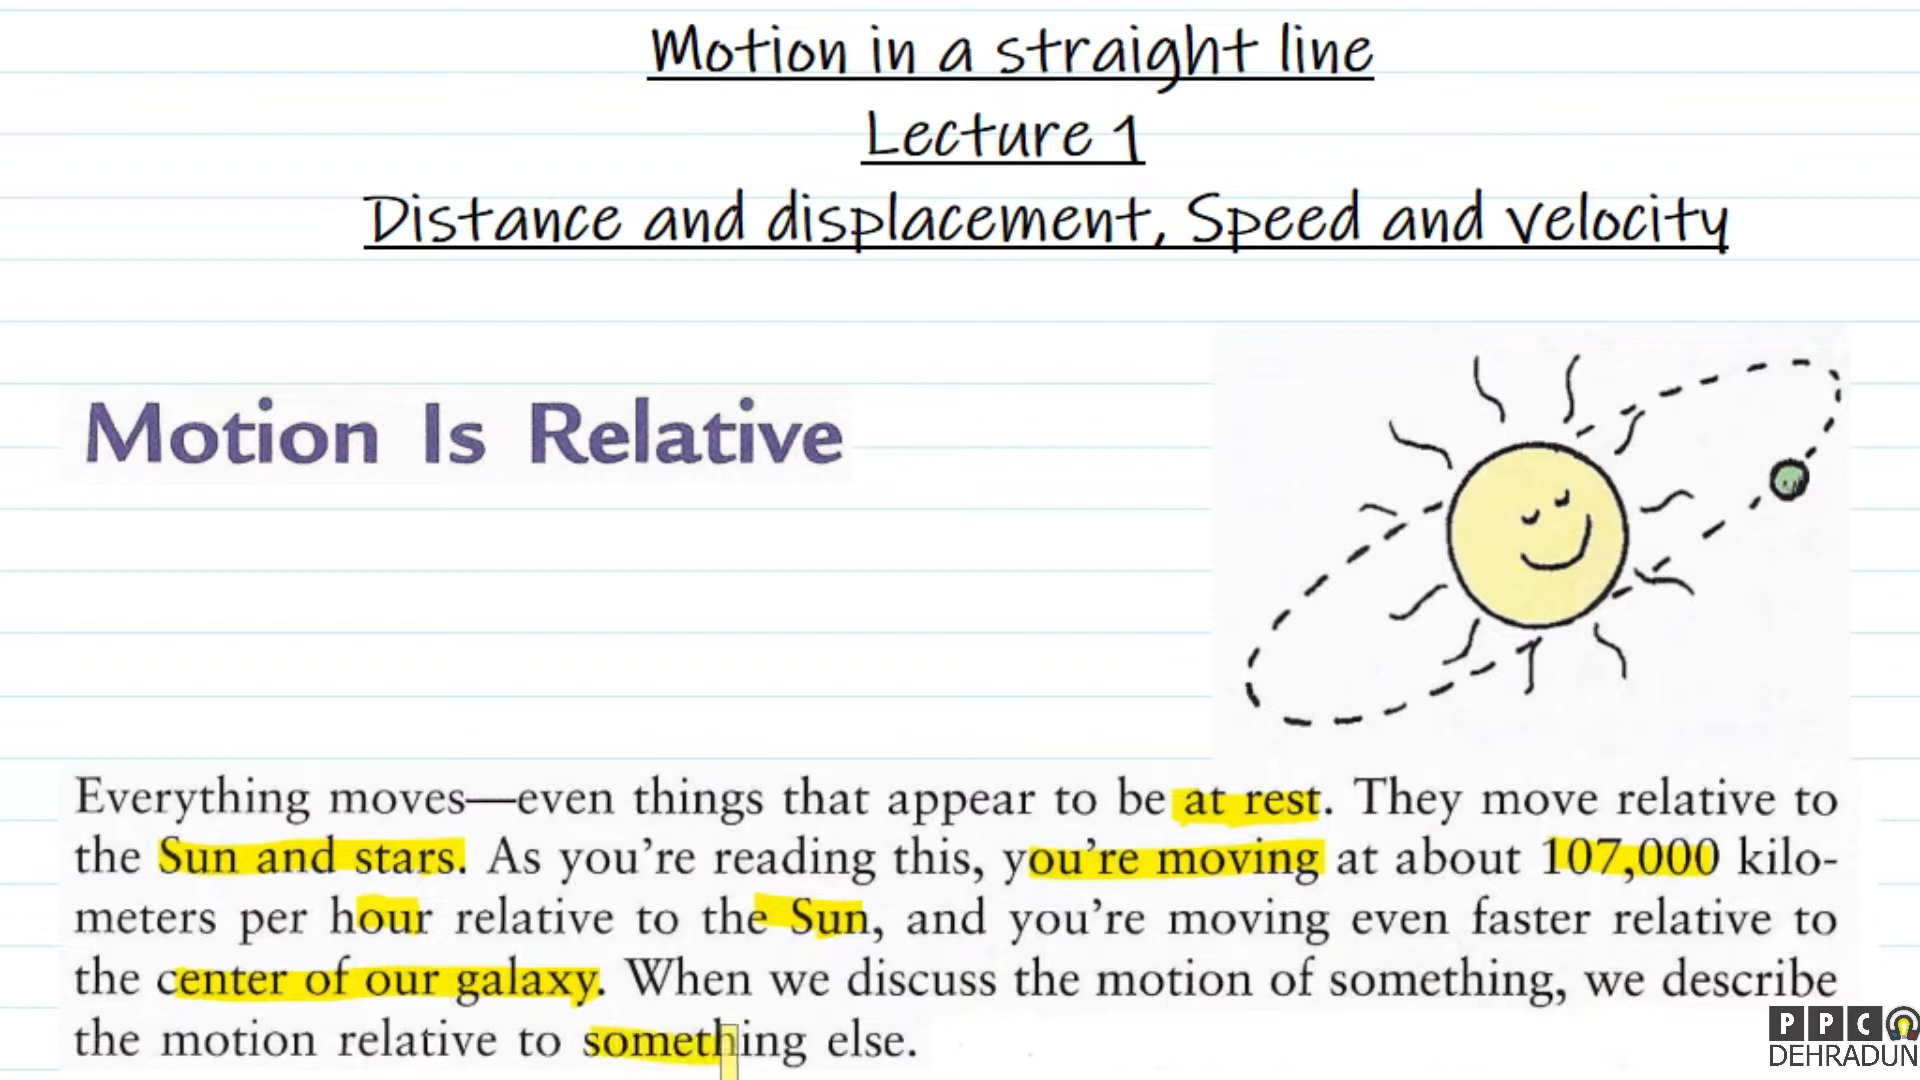 Motion in a straight line
Lecture 1
Distance and displacement, Speed and velocity
Motion Is Relative
Everything moves—even things that appear to be at rest. They move relative to
the Sun and stars. As you're reading this, you're moving at about 107,000 kilo-
meters per hour relative to the Sun, and you're moving even faster relative to
the center of our galaxy. When we discuss the motion of something, we describe
the motion relative to something else.
PPC
DEHRADUN